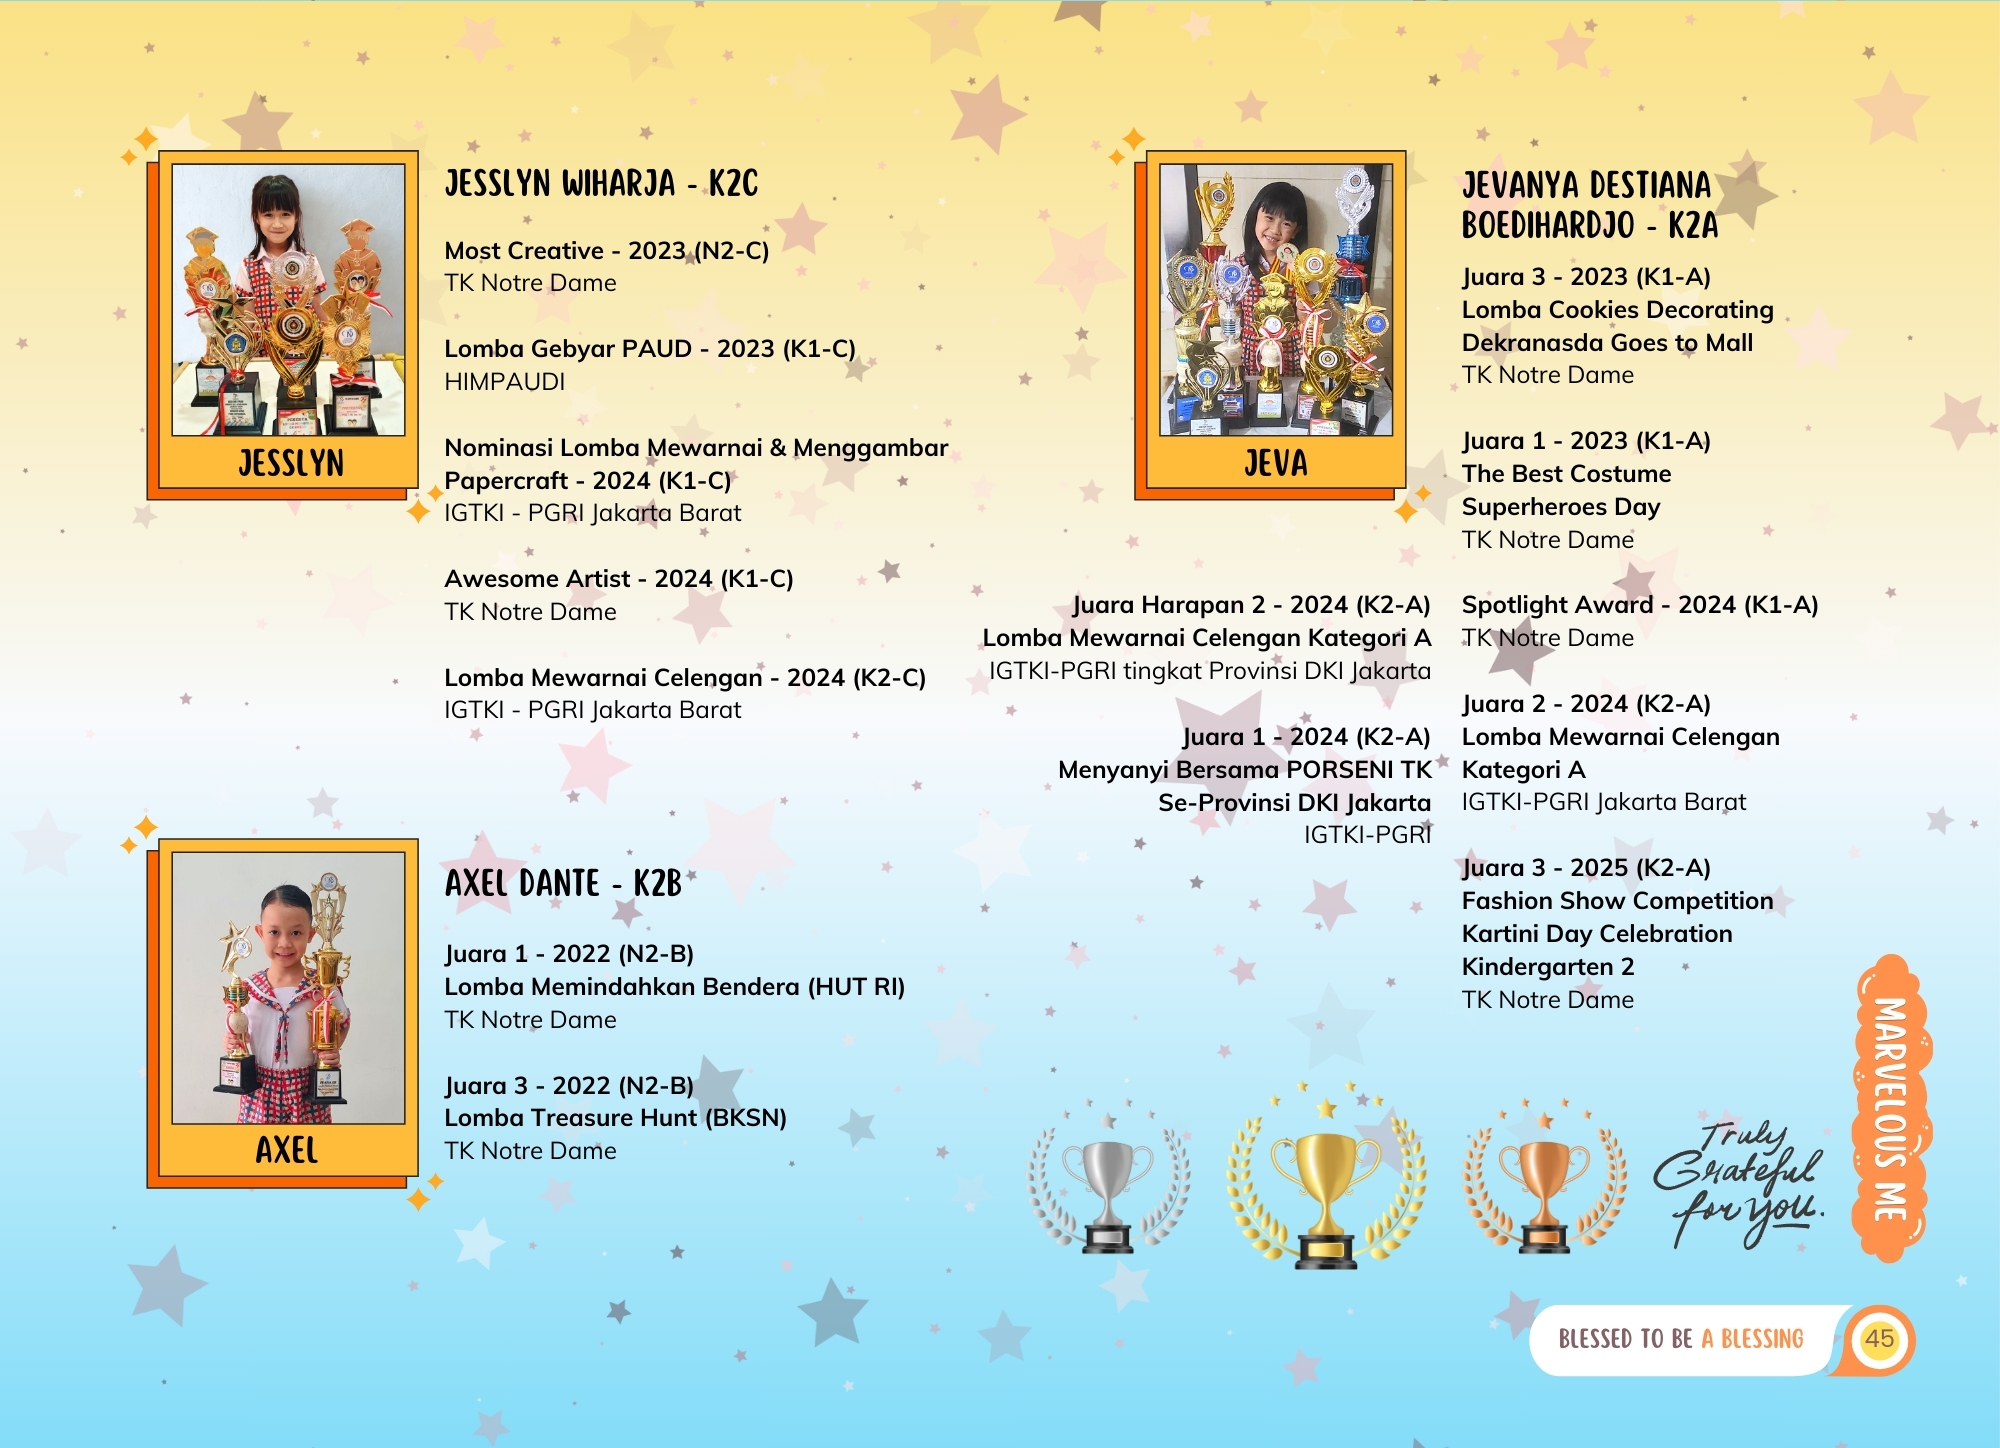 JESSLYN WIHARJA - K2C
Most Creative - 2023 (N2-C)
TK Notre Dame
Lomba Gebyar PAUD - 2023 (K1-C)
HIMPAUDI
Nominasi Lomba Mewarnai & Menggambar
Papercraft - 2024 (K1-C)
IGTKI - PGRI Jakarta Barat
Awesome Artist - 2024 (K1-C)
TK Notre Dame
Lomba Mewarnai Celengan - 2024 (K2-C)
IGTKI - PGRI Jakarta Barat
JESSLYN
AXEL DANTE - K2B
Juara 1 - 2022 (N2-B)
Lomba Memindahkan Bendera (HUT RI)
TK Notre Dame
Juara 3 - 2022 (N2-B)
Lomba Treasure Hunt (BKSN)
TK Notre Dame
AXEL
JEVANYA DESTIANA
BOEDIHARDJO - K2A
Juara 3 - 2023 (K1-A)
Lomba Cookies Decorating
Dekranasda Goes to Mall
TK Notre Dame
Juara 1 - 2023 (K1-A)
The Best Costume
Superheroes Day
TK Notre Dame
Spotlight Award - 2024 (K1-A)
TK Notre Dame
Juara 2 - 2024 (K2-A)
Lomba Mewarnai Celengan
Kategori A
IGTKI-PGRI Jakarta Barat
Juara 3 - 2025 (K2-A)
Fashion Show Competition
Kartini Day Celebration
Kindergarten 2
TK Notre Dame
JEVA
Juara Harapan 2 - 2024 (K2-A)
Lomba Mewarnai Celengan Kategori A
IGTKI-PGRI tingkat Provinsi DKI Jakarta
Juara 1 - 2024 (K2-A)
Menyanyi Bersama PORSENI TK
Se-Provinsi DKI Jakarta
IGTKI-PGRI
Truly
Grateful
for you.
MARVELOUS ME
BLESSED TO BE A BLESSING
45